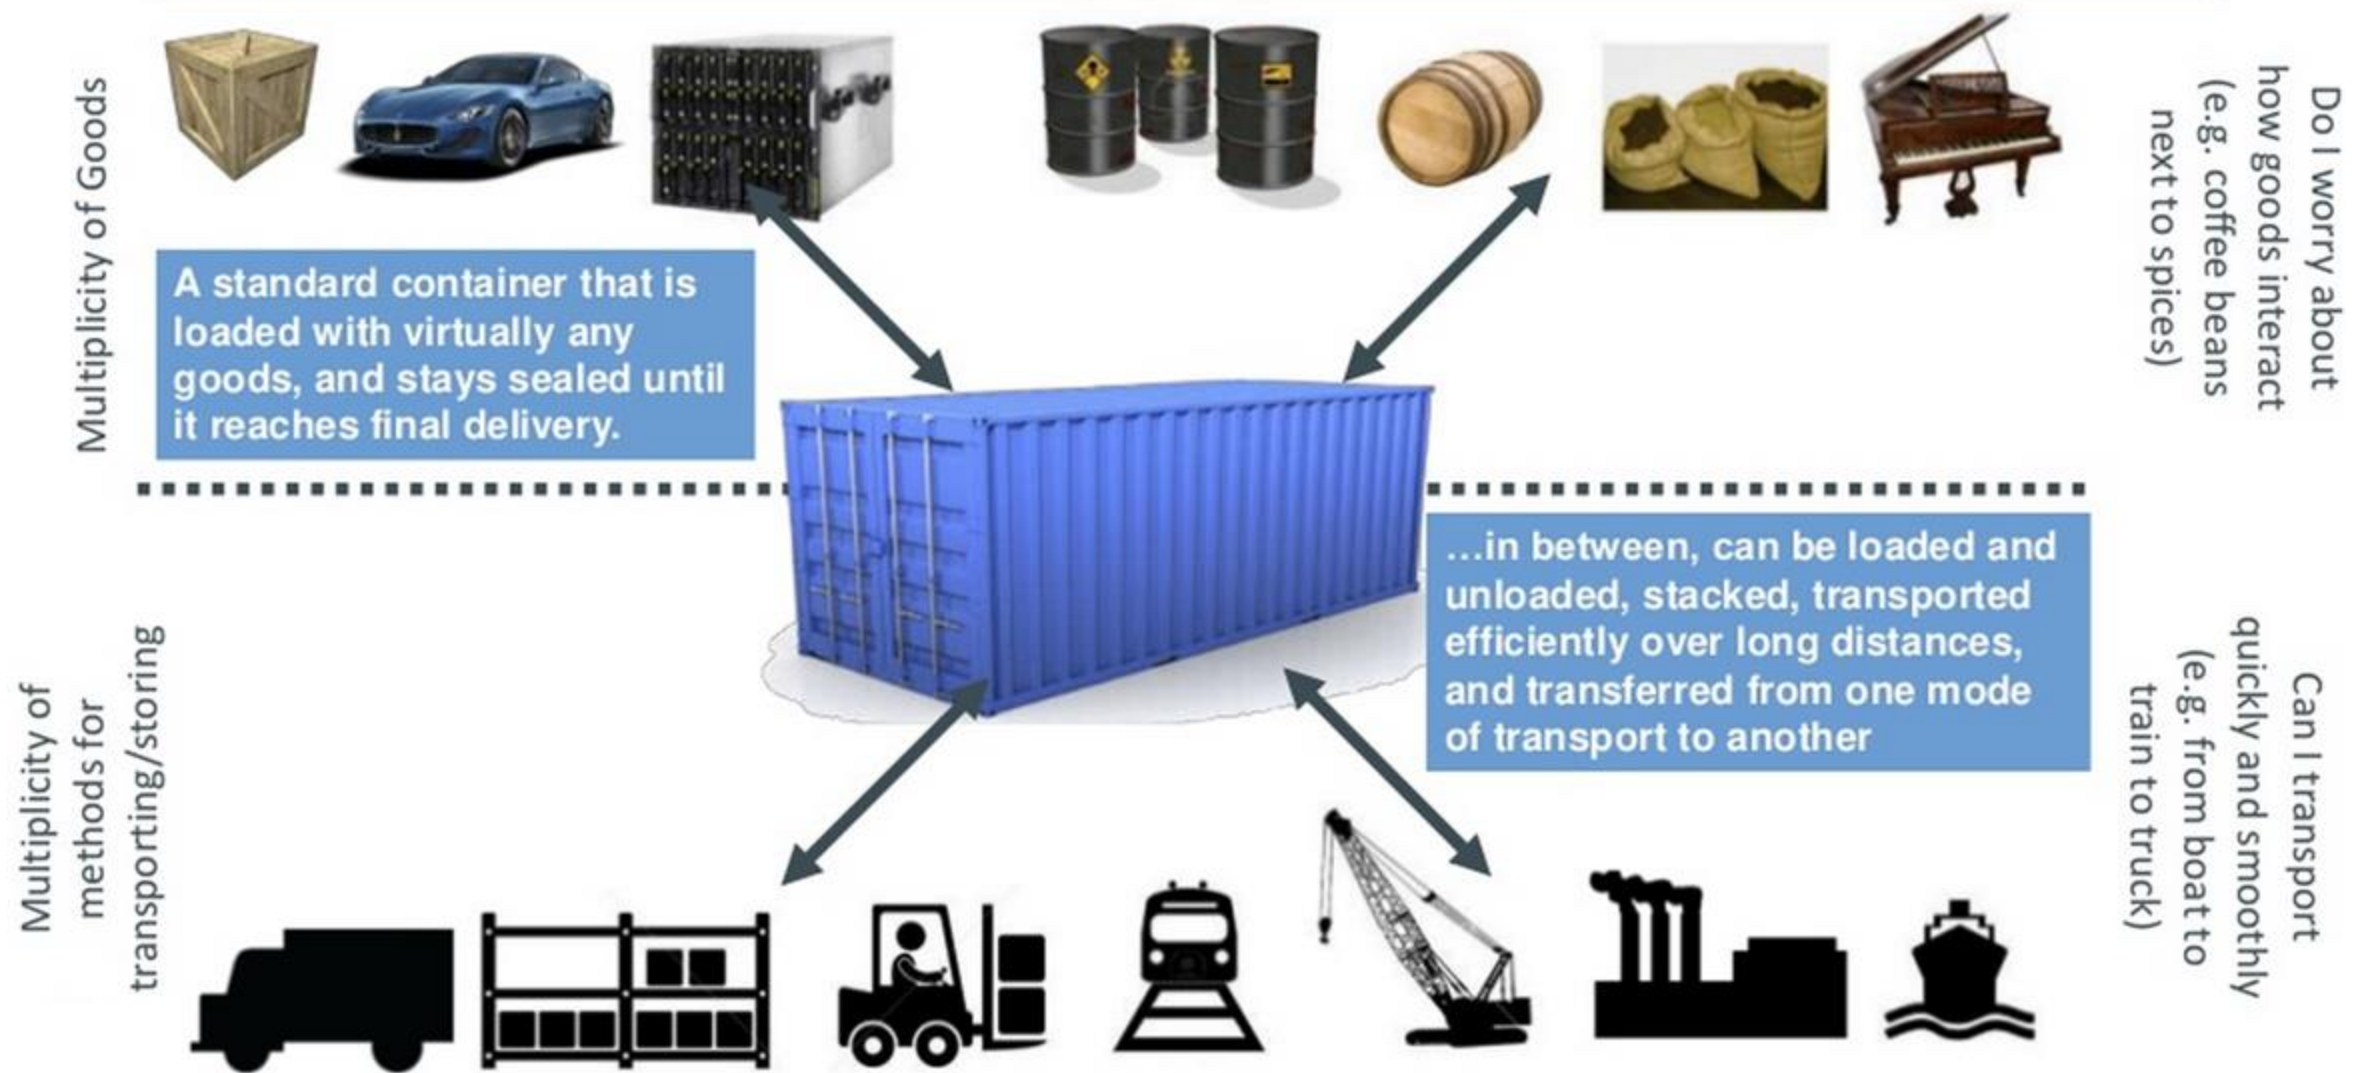 Multiplicity of Goods
A standard container that is
loaded with virtually any
goods, and stays sealed until
it reaches final delivery.
Do I worry about
how goods interact
(e.g. coffee beans
next to spices)
Multiplicity of
methods for
transporting/storing
…in between, can be loaded and
unloaded, stacked, transported
efficiently over long distances,
and transferred from one mode
of transport to another
Can I transport
quickly and smoothly
(e.g. from boat to
train to truck)